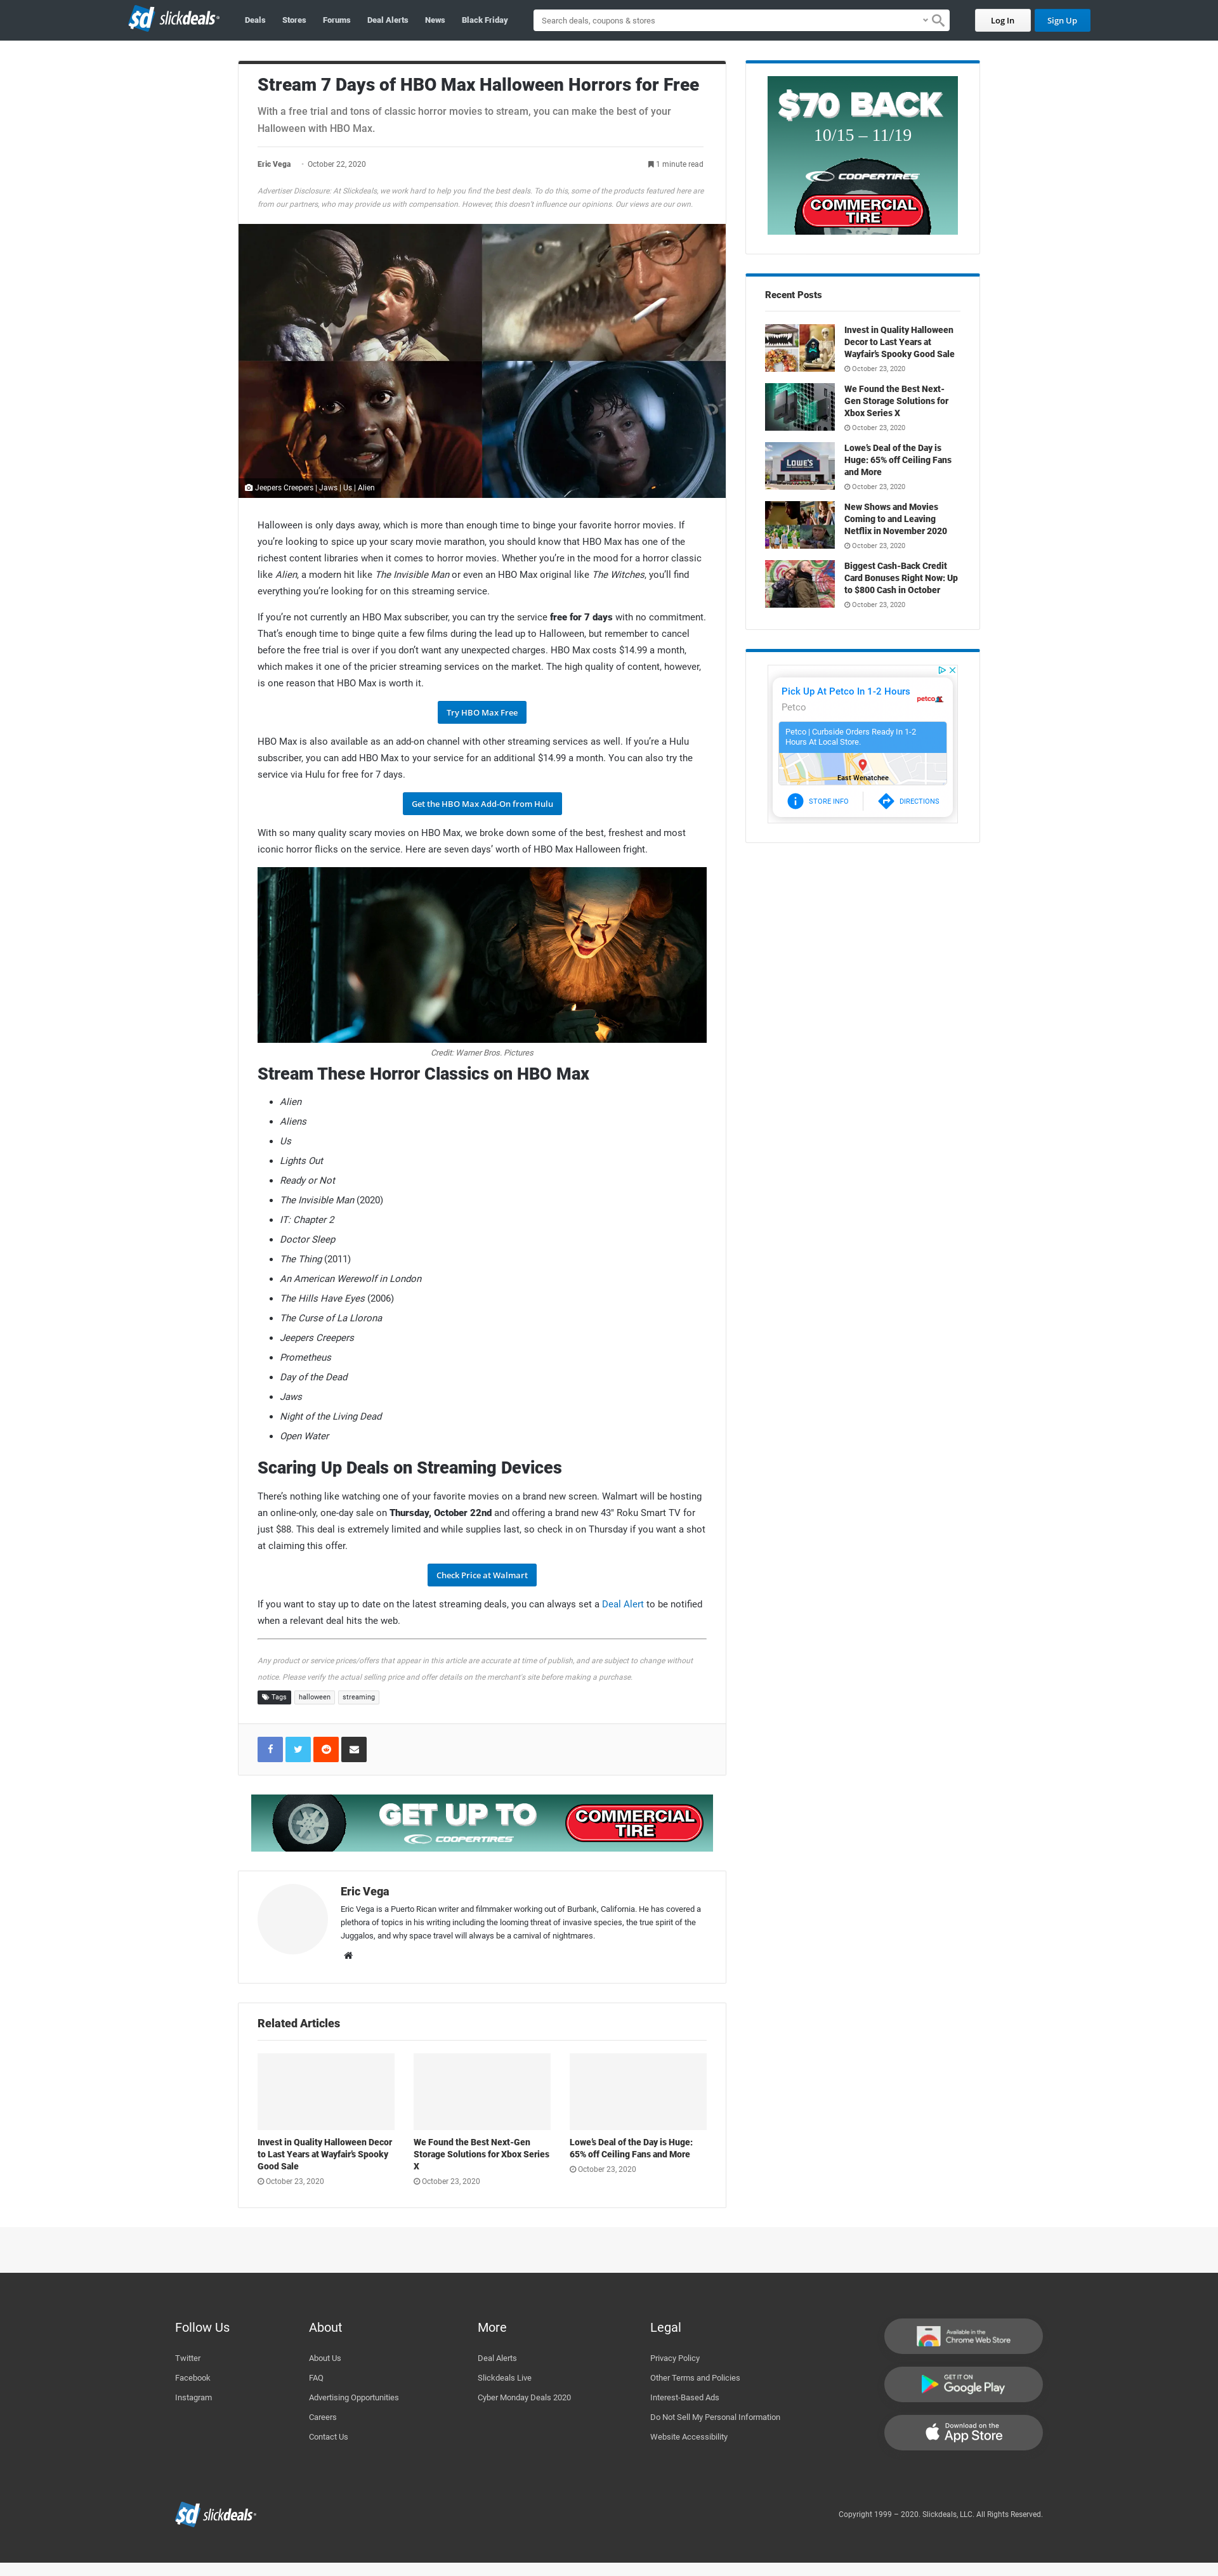 sd slickdeals
Deals
Stores
Forums
Deal Alerts
News
Black Friday
Search deals, coupons & stores
Log In
Sign Up
Stream 7 Days of HBO Max Halloween Horrors for Free
With a free trial and tons of classic horror movies to stream, you can make the best of your
Halloween with HBO Max.
Eric Vega · October 22, 2020
1 minute read
Advertiser Disclosure: At Slickdeals, we work hard to help you find the best deals. To do this, some of the products featured here are
from our partners, who may provide us with compensation. However, this doesn't influence our opinions. Our views are our own.
Jeepers Creepers | Jaws | Us | Alien
Halloween is only days away, which is more than enough time to binge your favorite horror movies. If
you’re looking to spice up your scary movie marathon, you should know that HBO Max has one of the
richest content libraries when it comes to horror movies. Whether you’re in the mood for a horror classic
like Alien, a modern hit like The Invisible Man or even an HBO Max original like The Witches, you’ll find
everything you’re looking for on this streaming service.
If you’re not currently an HBO Max subscriber, you can try the service free for 7 days with no commitment.
That’s enough time to binge quite a few films during the lead up to Halloween, but remember to cancel
before the free trial is over if you don’t want any unexpected charges. HBO Max costs $14.99 a month,
which makes it one of the pricier streaming services on the market. The high quality of content, however,
is one reason that HBO Max is worth it.
Try HBO Max Free
HBO Max is also available as an add-on channel with other streaming services as well. If you’re a Hulu
subscriber, you can add HBO Max to your service for an additional $14.99 a month. You can also try the
service via Hulu for free for 7 days.
Get the HBO Max Add-On from Hulu
With so many quality scary movies on HBO Max, we broke down some of the best, freshest and most
iconic horror flicks on the service. Here are seven days’ worth of HBO Max Halloween fright.
Credit: Warner Bros. Pictures
Stream These Horror Classics on HBO Max
Alien
Aliens
Us
Lights Out
Ready or Not
The Invisible Man (2020)
IT: Chapter 2
Doctor Sleep
The Thing (2011)
An American Werewolf in London
The Hills Have Eyes (2006)
The Curse of La Llorona
Jeepers Creepers
Prometheus
Day of the Dead
Jaws
Night of the Living Dead
Open Water
Scaring Up Deals on Streaming Devices
There’s nothing like watching one of your favorite movies on a brand new screen. Walmart will be hosting
an online-only, one-day sale on Thursday, October 22nd and offering a brand new 43" Roku Smart TV for
just $88. This deal is extremely limited and while supplies last, so check in on Thursday if you want a shot
at claiming this offer.
Check Price at Walmart
If you want to stay up to date on the latest streaming deals, you can always set a Deal Alert to be notified
when a relevant deal hits the web.
Any product or service prices/offers that appear in this article are accurate at time of publish, and are subject to change without
notice. Please verify the actual selling price and offer details on the merchant's site before making a purchase.
Tags
halloween
streaming
GET UP TO
COOPERTIRES
COMMERCIAL
TIRE
Eric Vega
Eric Vega is a Puerto Rican writer and filmmaker working out of Burbank, California. He has covered a
plethora of topics in his writing including the looming threat of invasive species, the true spirit of the
Juggalos, and why space travel will always be a carnival of nightmares.
Related Articles
Invest in Quality Halloween Decor
to Last Years at Wayfair’s Spooky
Good Sale
October 23, 2020
We Found the Best Next-Gen
Storage Solutions for Xbox Series
X
October 23, 2020
Lowe’s Deal of the Day is Huge:
65% off Ceiling Fans and More
October 23, 2020
$70 BACK
10/15 – 11/19
COOPERTIRES
COMMERCIAL
TIRE
Recent Posts
Invest in Quality Halloween
Decor to Last Years at
Wayfair’s Spooky Good Sale
October 23, 2020
We Found the Best Next-
Gen Storage Solutions for
Xbox Series X
October 23, 2020
LOWE'S
Lowe’s Deal of the Day is
Huge: 65% off Ceiling Fans
and More
October 23, 2020
New Shows and Movies
Coming to and Leaving
Netflix in November 2020
October 23, 2020
Biggest Cash-Back Credit
Card Bonuses Right Now: Up
to $800 Cash in October
October 23, 2020
Pick Up At Petco In 1-2 Hours
Petco
petco
Petco | Curbside Orders Ready In 1-2
Hours At Local Store.
East Wenatchee
STORE INFO
DIRECTIONS
Follow Us
Twitter
Facebook
Instagram
About
About Us
FAQ
Advertising Opportunities
Careers
Contact Us
More
Deal Alerts
Slickdeals Live
Cyber Monday Deals 2020
Legal
Privacy Policy
Other Terms and Policies
Interest-Based Ads
Do Not Sell My Personal Information
Website Accessibility
Available in the
Chrome Web Store
GET IT ON
Google Play
Download on the
App Store
sd slickdeals
Copyright 1999 – 2020. Slickdeals, LLC. All Rights Reserved.